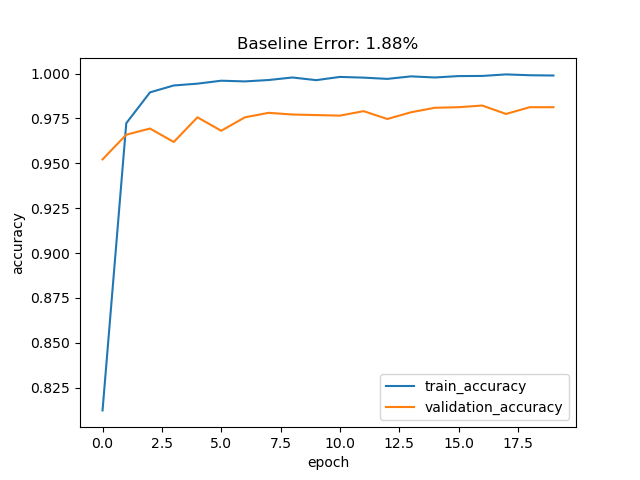 Baseline Error: 1.88%
accuracy
1.000
0.975
0.950
0.925
0.900
0.875
0.850
0.825
train_accuracy
validation_accuracy
0.0 2.5 5.0 7.5 10.0 12.5 15.0 17.5
epoch